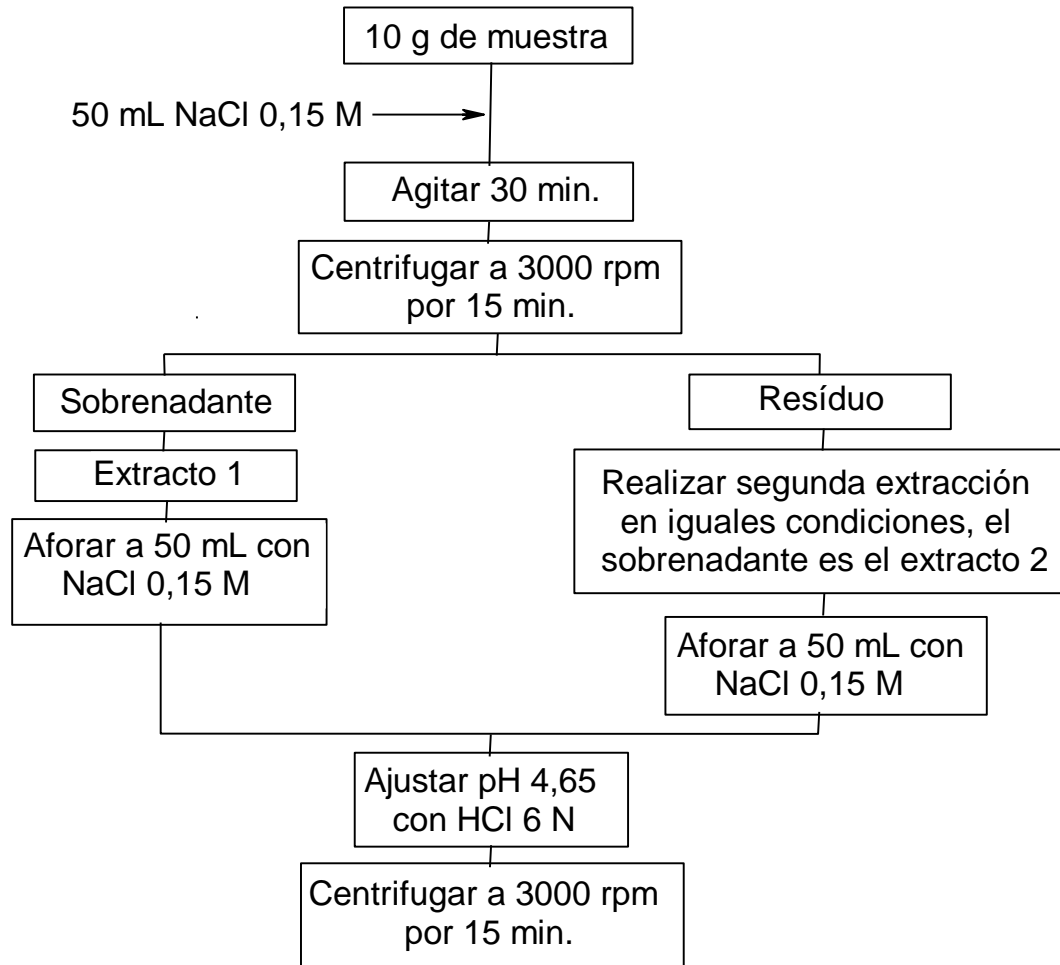 10 g de muestra
50 mL NaCl 0,15 M
Agitar 30 min.
Centrifugar a 3000 rpm
por 15 min.
Sobrenadante
Extracto 1
Aforar a 50 mL con
NaCl 0,15 M
Resíduo
Realizar segunda extracción
en iguales condiciones, el
sobrenadante es el extracto 2
Aforar a 50 mL con
NaCl 0,15 M
Ajustar pH 4,65
con HCl 6 N
Centrifugar a 3000 rpm
por 15 min.